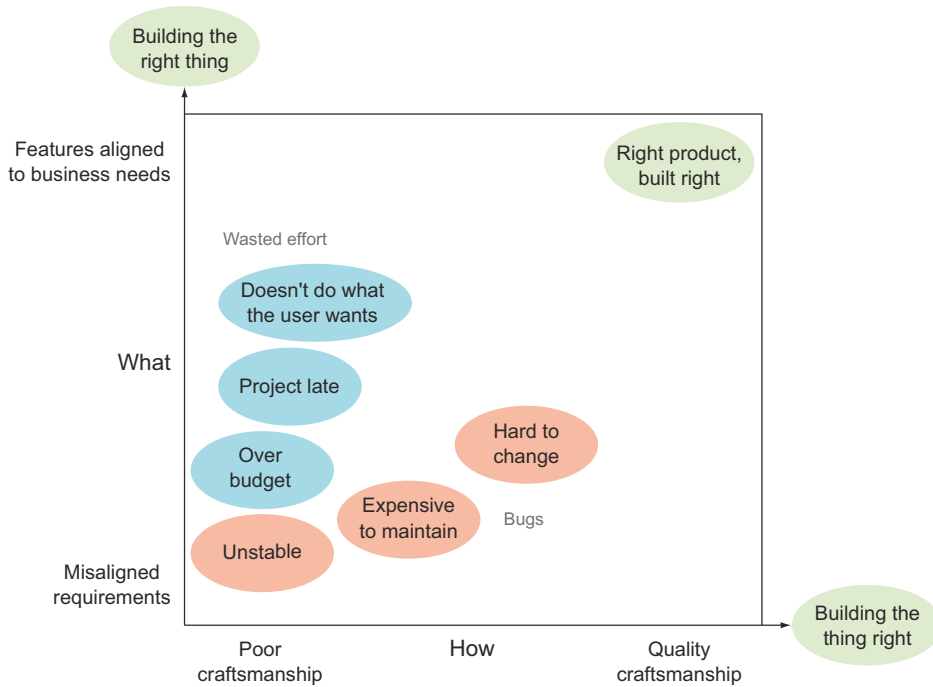 Building the
right thing
Features aligned
to business needs
Right product,
built right
Wasted effort
Doesn't do what
the user wants
What
Project late
Hard to
change
Over
budget
Expensive
to maintain
Bugs
Unstable
Misaligned
requirements
Building the
thing right
Poor
craftsmanship
How
Quality
craftsmanship